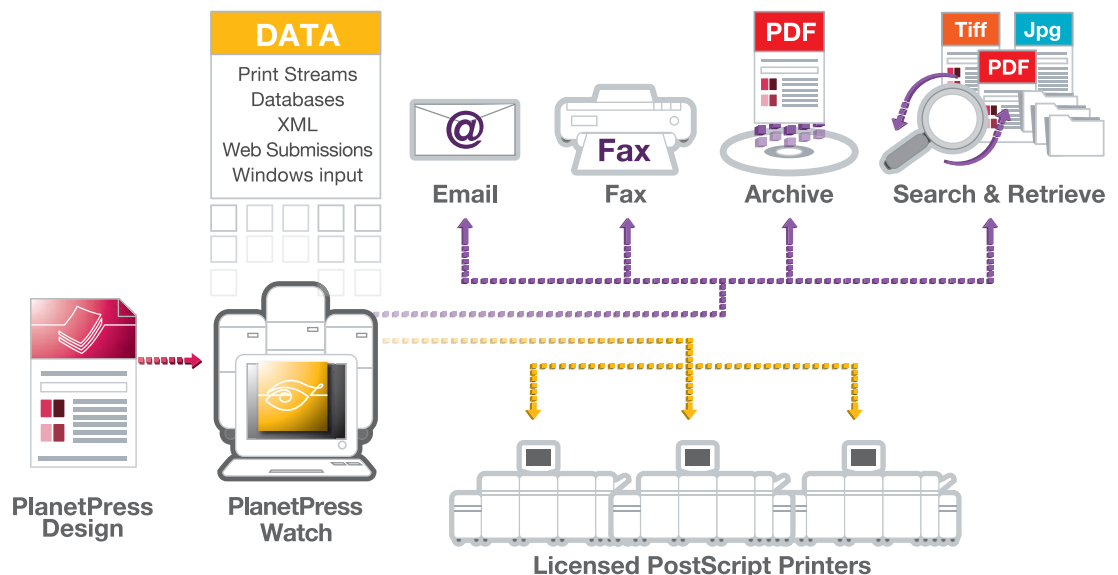 DATA
Print Streams
Databases
XML
Web Submissions
Windows input
@
Email
Fax
Fax
PDF
Archive
Tiff
Jpg
PDF
Search & Retrieve
PlanetPress
Design
PlanetPress
Watch
Licensed PostScript Printers